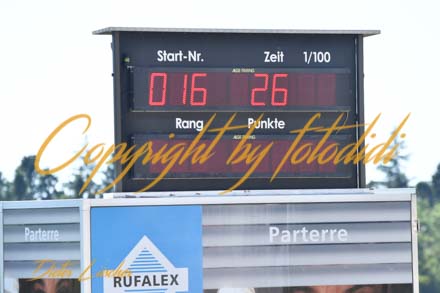 Start-Nr. Zeit 1/100
016 26
Rang Punkte
Copyright by fotodidi
Parterre Parterre
RUFALEX